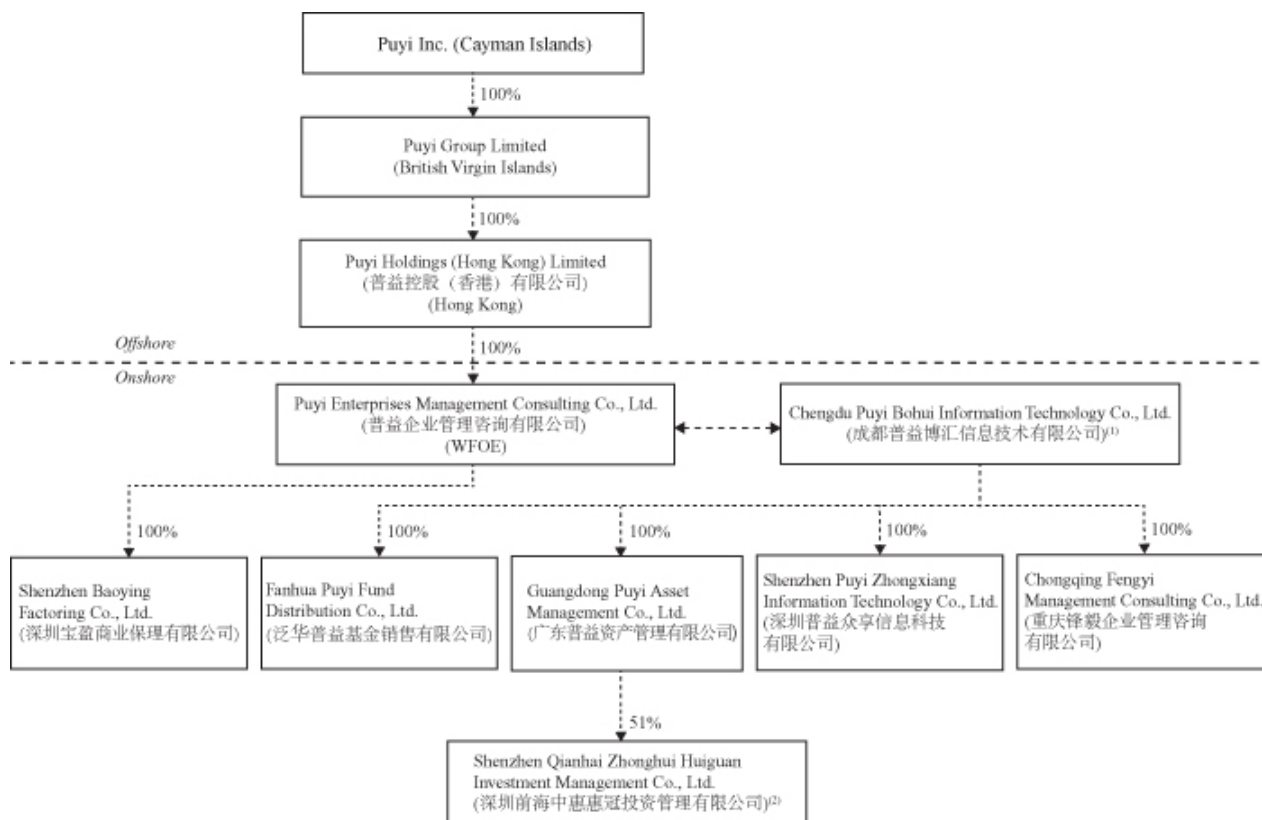 Puyi Inc. (Cayman Islands)
100%
Puyi Group Limited
(British Virgin Islands)
100%
Puyi Holdings (Hong Kong) Limited
(普益控股（香港）有限公司)
(Hong Kong)
Offshore
100%
Onshore
Puyi Enterprises Management Consulting Co., Ltd.
(普益企业管理咨询有限公司)
(WFOE)
Chengdu Puyi Bohui Information Technology Co., Ltd.
(成都普益博汇信息技术有限公司)(1)
100%
100%
100%
100%
100%
Shenzhen Baoying
Factoring Co., Ltd.
(深圳宝盈商业保理有限公司)
Fanhua Puyi Fund
Distribution Co., Ltd.
(泛华普益基金销售有限公司)
Guangdong Puyi Asset
Management Co., Ltd.
(广东普益资产管理有限公司)
Shenzhen Puyi Zhongxiang
Information Technology Co., Ltd.
(深圳普益众享信息科技
有限公司)
Chongqing Fengyi
Management Consulting Co., Ltd.
(重庆锋毅企业管理咨询
有限公司)
51%
Shenzhen Qianhai Zhonghui Huiguan
Investment Management Co., Ltd.
(深圳前海中惠惠冠投资管理有限公司)(2)